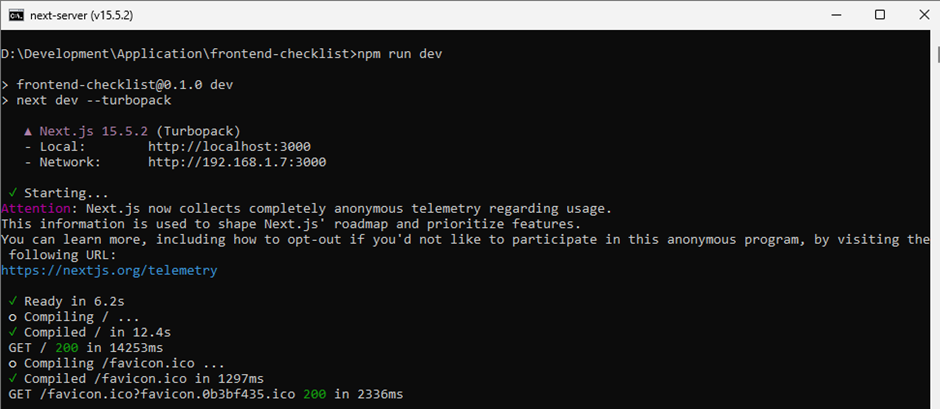 next-server (v15.5.2)
D:\Development\Application\frontend-checklist>npm run dev
> frontend-checklist@0.1.0 dev
> next dev --turbopack
▲ Next.js 15.5.2 (Turbopack)
- Local:        http://localhost:3000
- Network:      http://192.168.1.7:3000
✓ Starting...
Attention: Next.js now collects completely anonymous telemetry regarding usage.
This information is used to shape Next.js' roadmap and prioritize features.
You can learn more, including how to opt-out if you'd not like to participate in this anonymous program, by visiting the
following URL:
https://nextjs.org/telemetry
✓ Ready in 6.2s
○ Compiling / ...
✓ Compiled / in 12.4s
GET / 200 in 14253ms
○ Compiling /favicon.ico ...
✓ Compiled /favicon.ico in 1297ms
GET /favicon.ico?favicon.0b3bf435.ico 200 in 2336ms